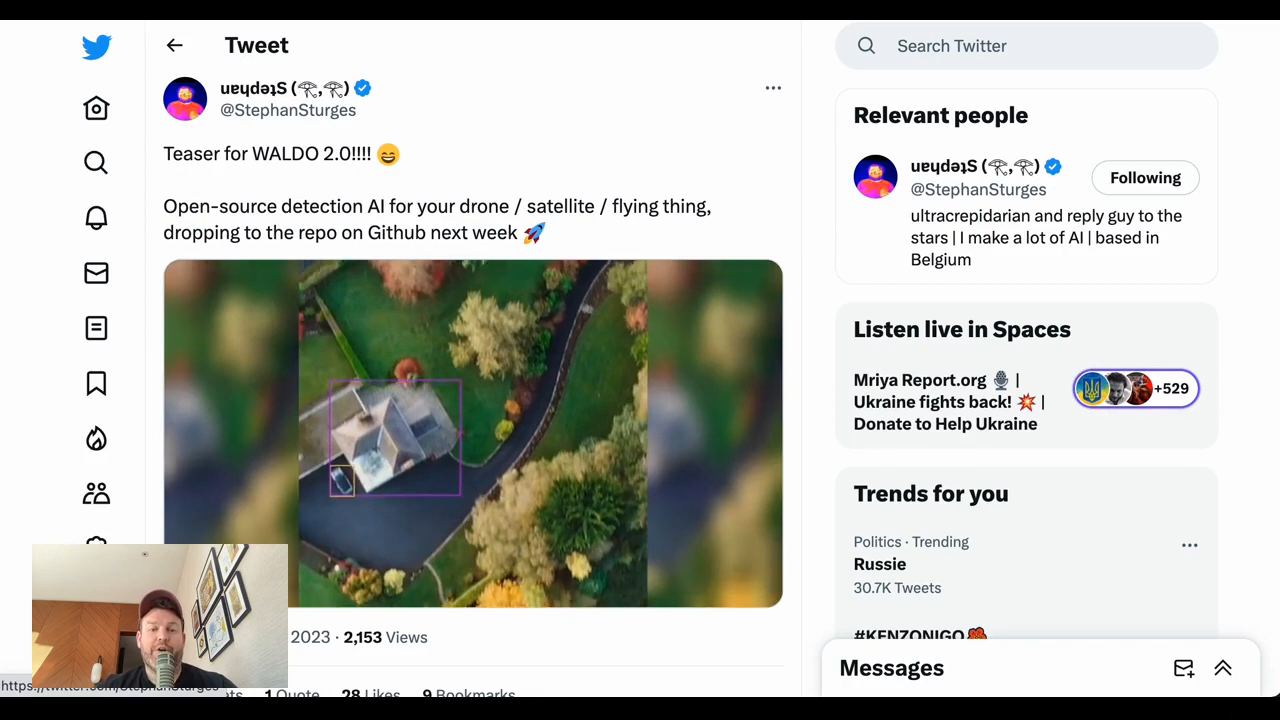 Tweet
uɐɥdǝʇS (𓂀,𓂀)
@StephanSturges
Teaser for WALDO 2.0!!!! 😄
Open-source detection AI for your drone / satellite / flying thing,
dropping to the repo on Github next week 🚀
2023 · 2,153 Views
1 Quote 28 Likes 9 Bookmarks
https://twitter.com/StephanSturges
Search Twitter
Relevant people
uɐɥdǝʇS (𓂀,𓂀)
@StephanSturges
Following
ultracrepidarian and reply guy to the
stars | I make a lot of AI | based in
Belgium
Listen live in Spaces
Mriya Report.org 🎙️ |
Ukraine fights back! 💥 |
Donate to Help Ukraine
+529
Trends for you
Politics · Trending
Russie
30.7K Tweets
#KENZONIGO
Messages